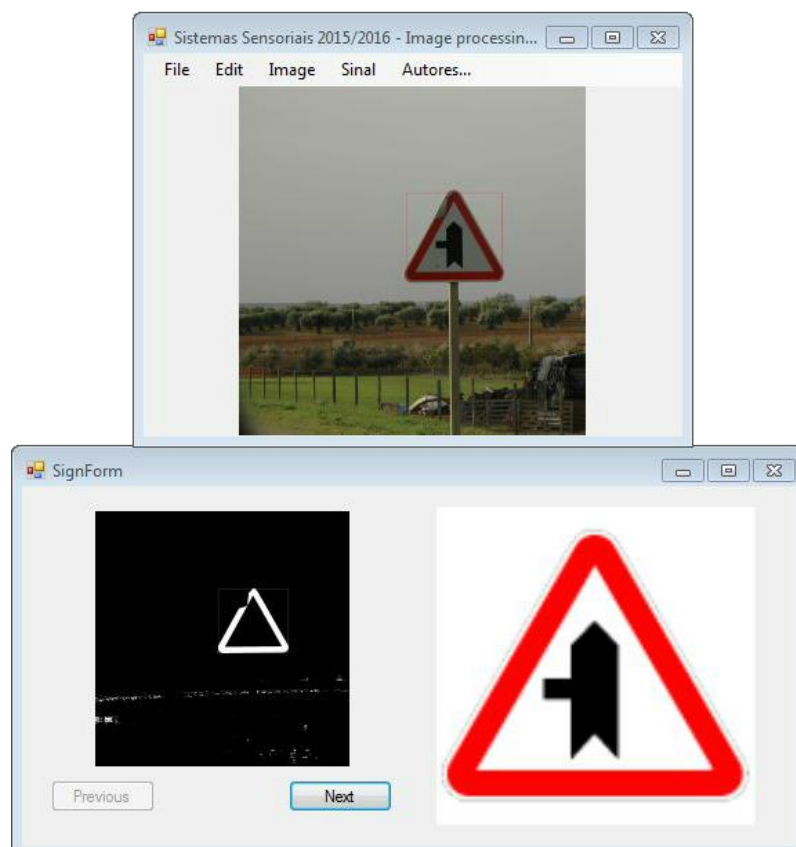 Sistemas Sensoriais 2015/2016 - Image processin...
File Edit Image Sinal Autores...
SignForm
Previous
Next